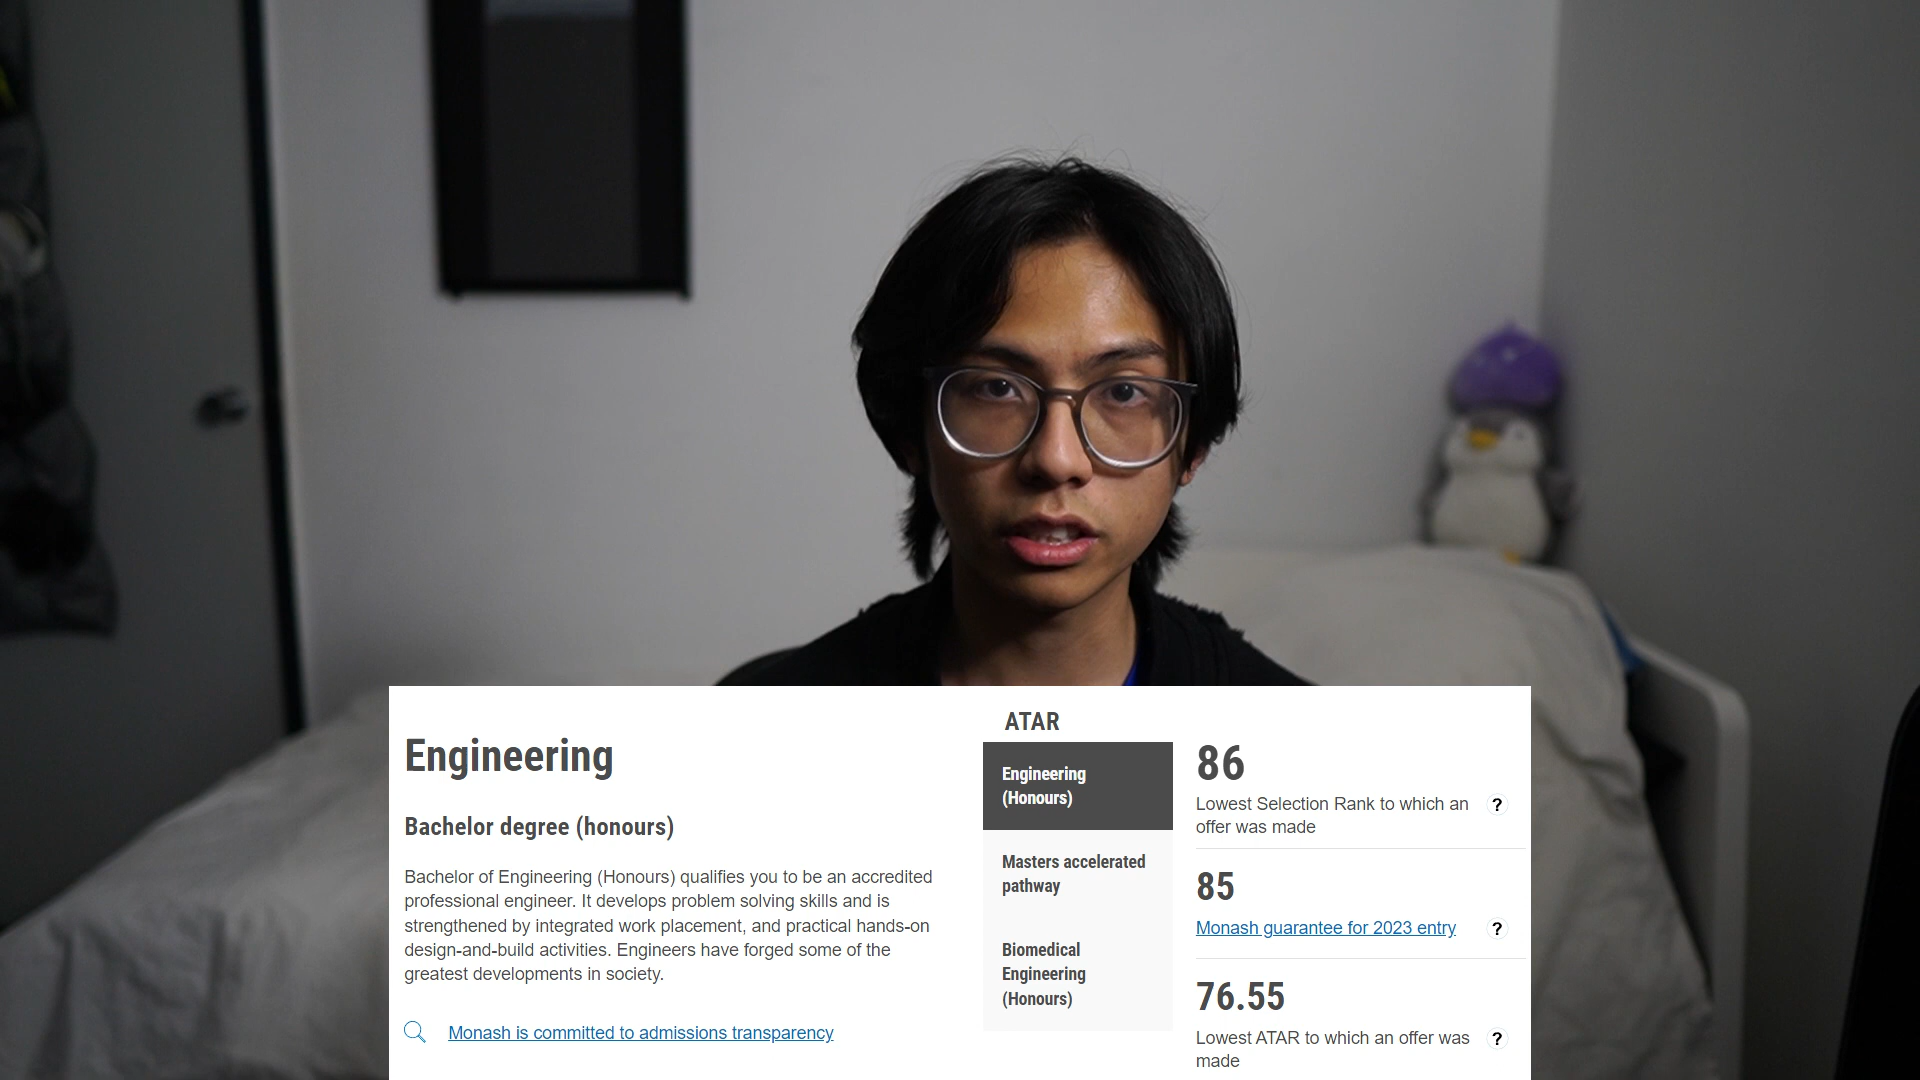 Engineering
Bachelor degree (honours)
Bachelor of Engineering (Honours) qualifies you to be an accredited
professional engineer. It develops problem solving skills and is
strengthened by integrated work placement, and practical hands-on
design-and-build activities. Engineers have forged some of the
greatest developments in society.
Monash is committed to admissions transparency
ATAR
Engineering
(Honours)
Masters accelerated
pathway
Biomedical
Engineering
(Honours)
86
Lowest Selection Rank to which an
offer was made
?
85
Monash guarantee for 2023 entry
?
76.55
Lowest ATAR to which an offer was
made
?